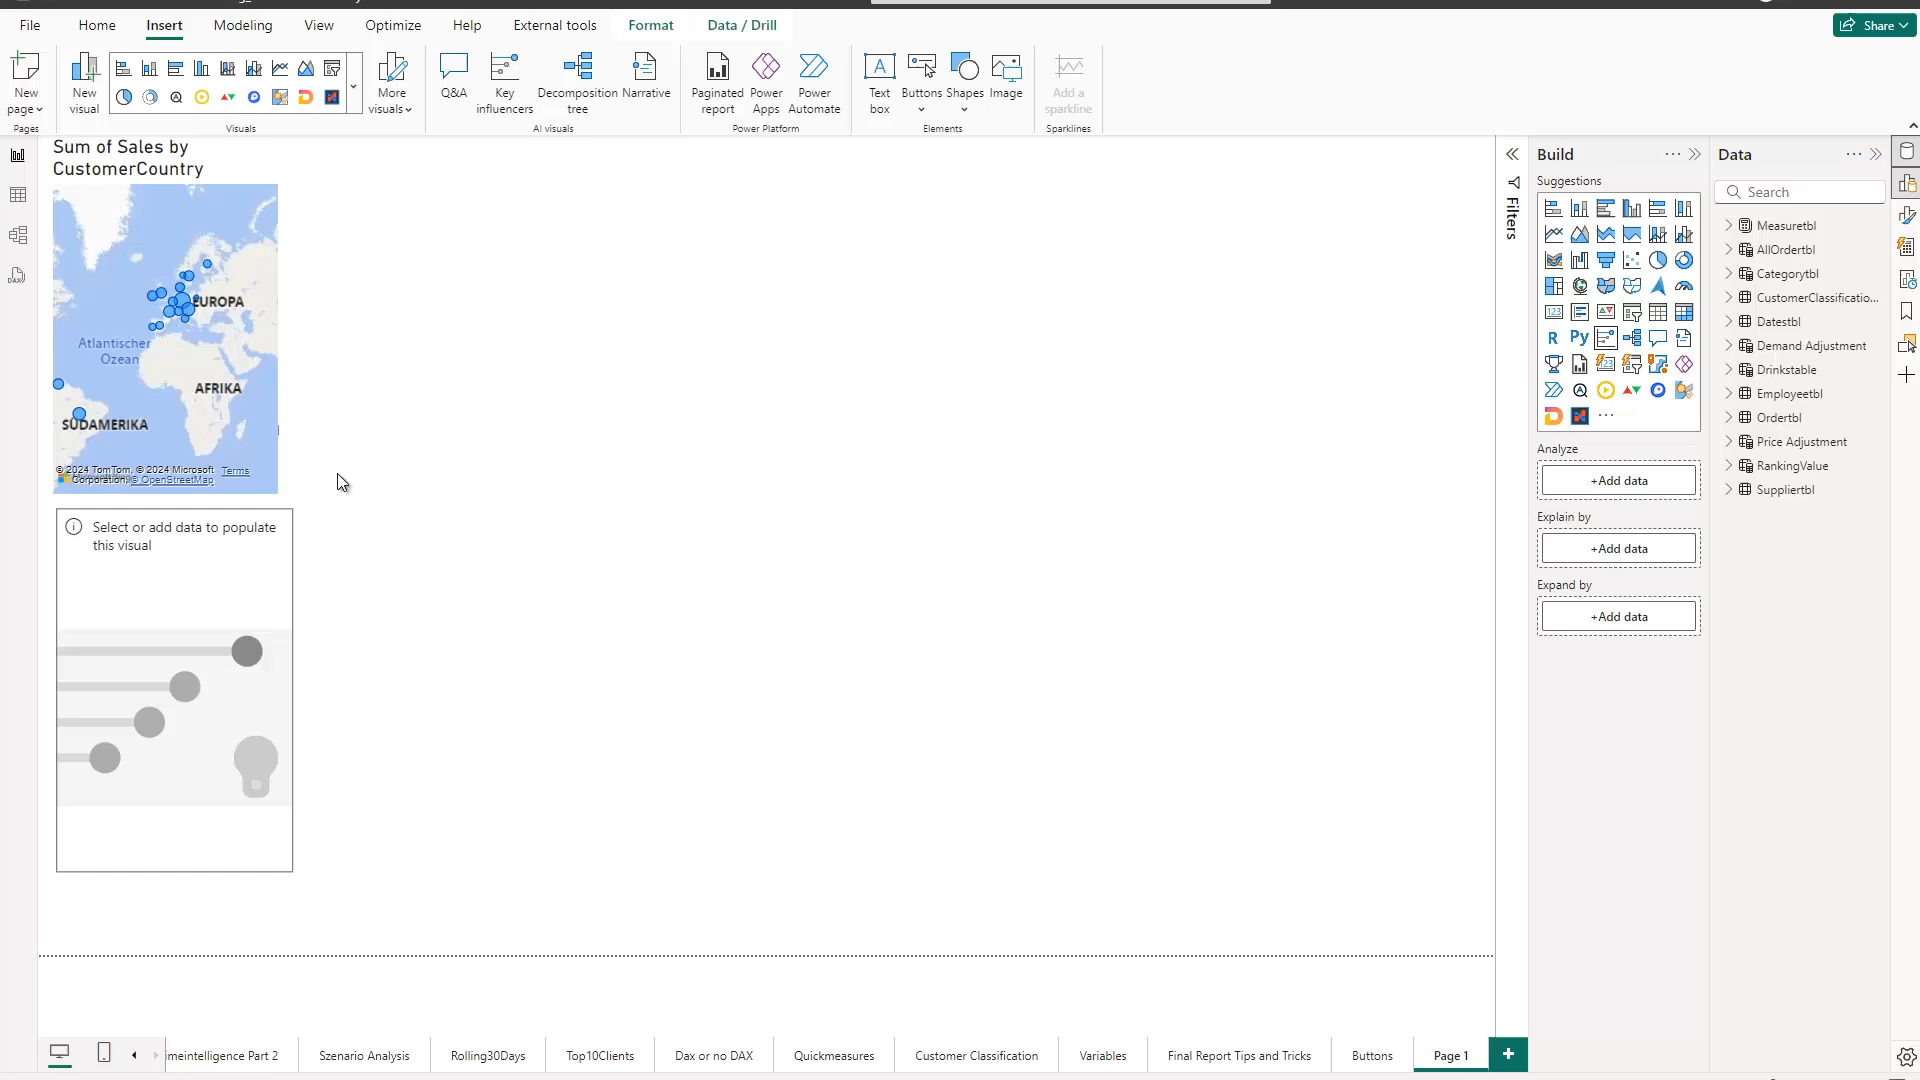 File
Home
Insert
Modeling
View
Optimize
Help
External tools
Format
Data / Drill
Share
New page
New visual
More visuals
Q&A
Key influencers
Decomposition tree
Narrative
Paginated report
Power Apps
Power Automate
Text box
Buttons
Shapes
Image
Add a sparkline
Pages
Visuals
AI visuals
Power Platform
Elements
Sparklines
Sum of Sales by
CustomerCountry
EUROPA
Atlantischer
Ozean
AFRIKA
SÜDAMERIKA
© 2024 TomTom, © 2024 Microsoft Terms
Corporation, © OpenStreetMap
Select or add data to populate
this visual
Filters
Build
Suggestions
123
R
Py
Analyze
+Add data
Explain by
+Add data
Expand by
+Add data
Data
Search
Measuretbl
AllOrdertbl
Categorytbl
CustomerClassificatio...
Datestbl
Demand Adjustment
Drinkstable
Employeetbl
Ordertbl
Price Adjustment
RankingValue
Suppliertbl
DAX
imeintelligence Part 2
Szenario Analysis
Rolling30Days
Top10Clients
Dax or no DAX
Quickmeasures
Customer Classification
Variables
Final Report Tips and Tricks
Buttons
Page 1